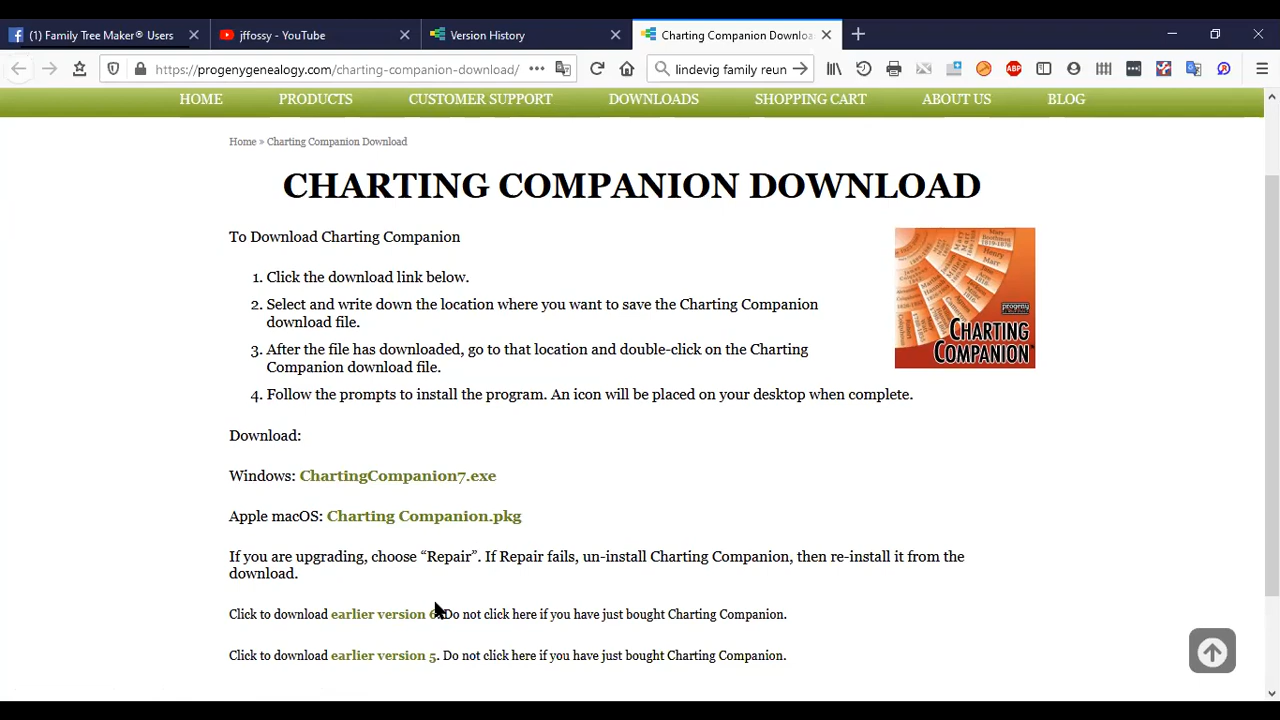 (1) Family Tree Maker® Users
jffossy - YouTube
Version History
Charting Companion Downloa
https://progenygenealogy.com/charting-companion-download/
lindevig family reun
ABP
HOME PRODUCTS CUSTOMER SUPPORT DOWNLOADS SHOPPING CART ABOUT US BLOG
Home » Charting Companion Download
CHARTING COMPANION DOWNLOAD
To Download Charting Companion
1. Click the download link below.
2. Select and write down the location where you want to save the Charting Companion
download file.
3. After the file has downloaded, go to that location and double-click on the Charting
Companion download file.
4. Follow the prompts to install the program. An icon will be placed on your desktop when complete.
progeny
CHARTING
COMPANION
Download:
Windows: ChartingCompanion7.exe
Apple macOS: Charting Companion.pkg
If you are upgrading, choose “Repair”. If Repair fails, un-install Charting Companion, then re-install it from the
download.
Click to download earlier version 6. Do not click here if you have just bought Charting Companion.
Click to download earlier version 5. Do not click here if you have just bought Charting Companion.